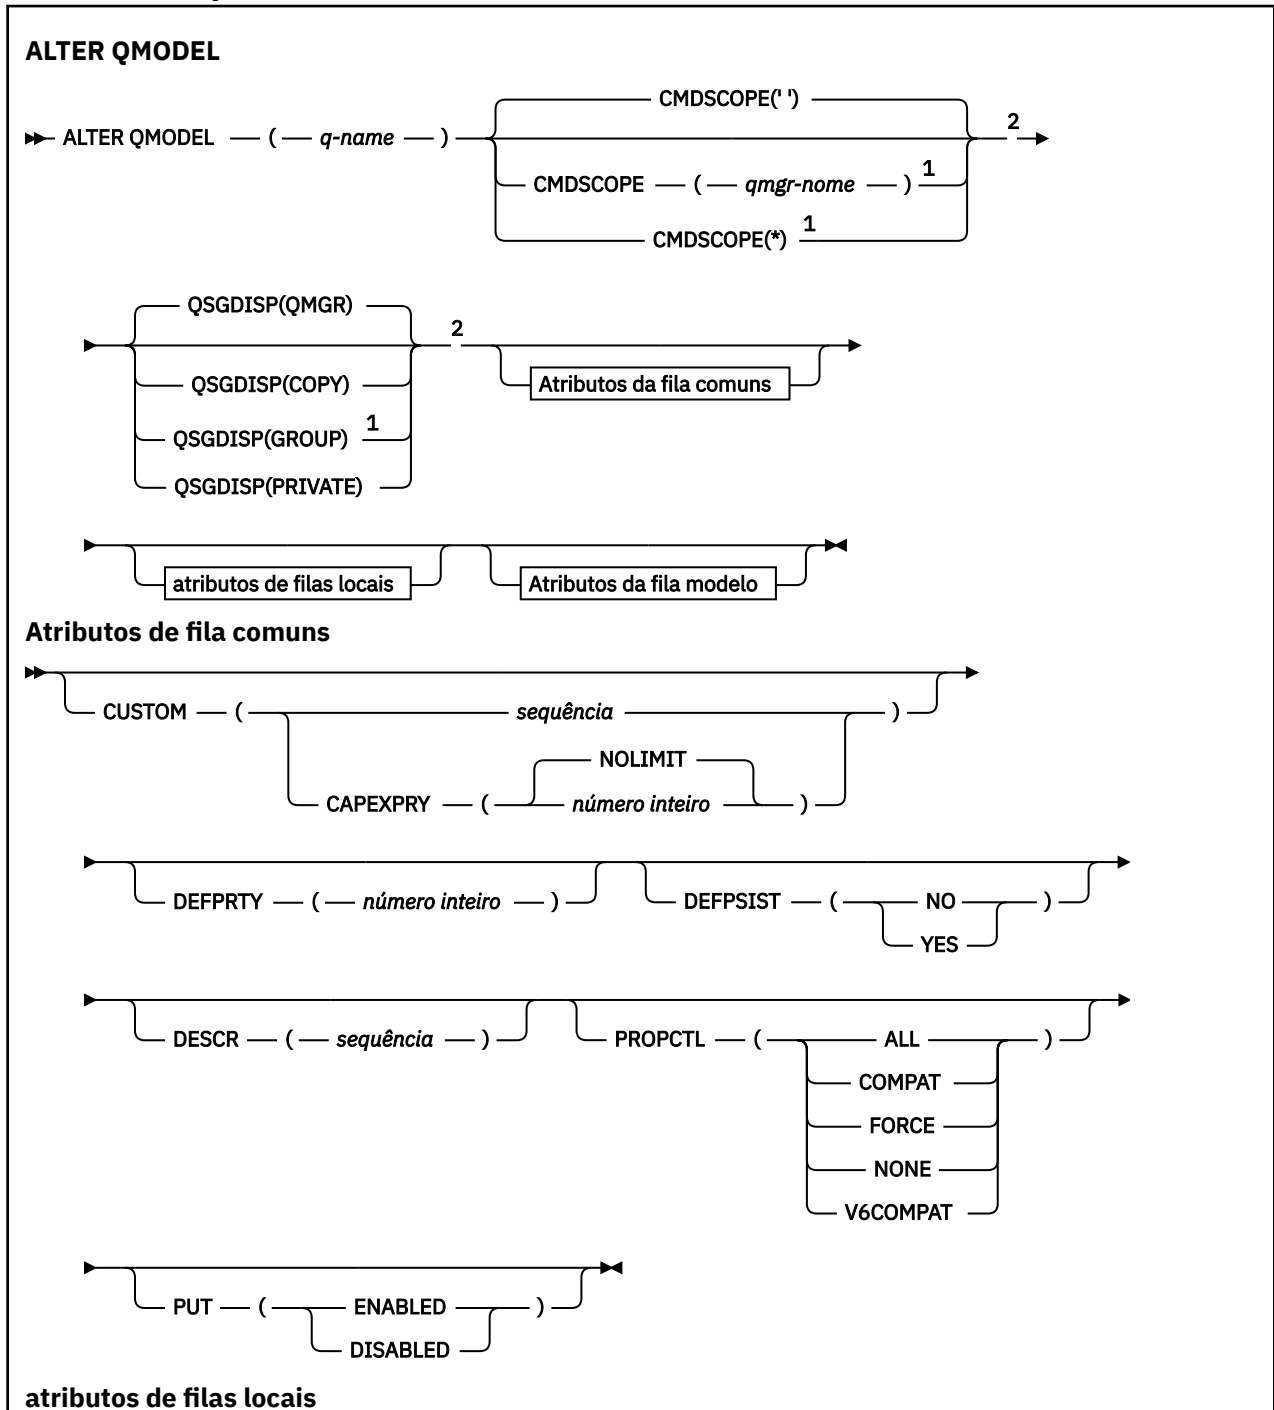 ALTER QMODEL
CMDSCOPE(' ')
ALTER QMODEL ( q-name ) 2
CMDSCOPE ( qmgr-nome ) 1
CMDSCOPE(*) 1
QSGDISP(QMGR)
2
QSGDISP(COPY) Atributos da fila comuns
QSGDISP(GROUP) 1
QSGDISP(PRIVATE)
atributos de filas locais Atributos da fila modelo
Atributos de fila comuns
CUSTOM ( sequência )
NOLIMIT
CAPEXPRY ( número inteiro )
DEFPRTY ( número inteiro ) DEFPSIST ( NO )
YES
DESCR ( sequência ) PROPCTL ( ALL )
COMPAT
FORCE
NONE
V6COMPAT
PUT ( ENABLED )
DISABLED
atributos de filas locais